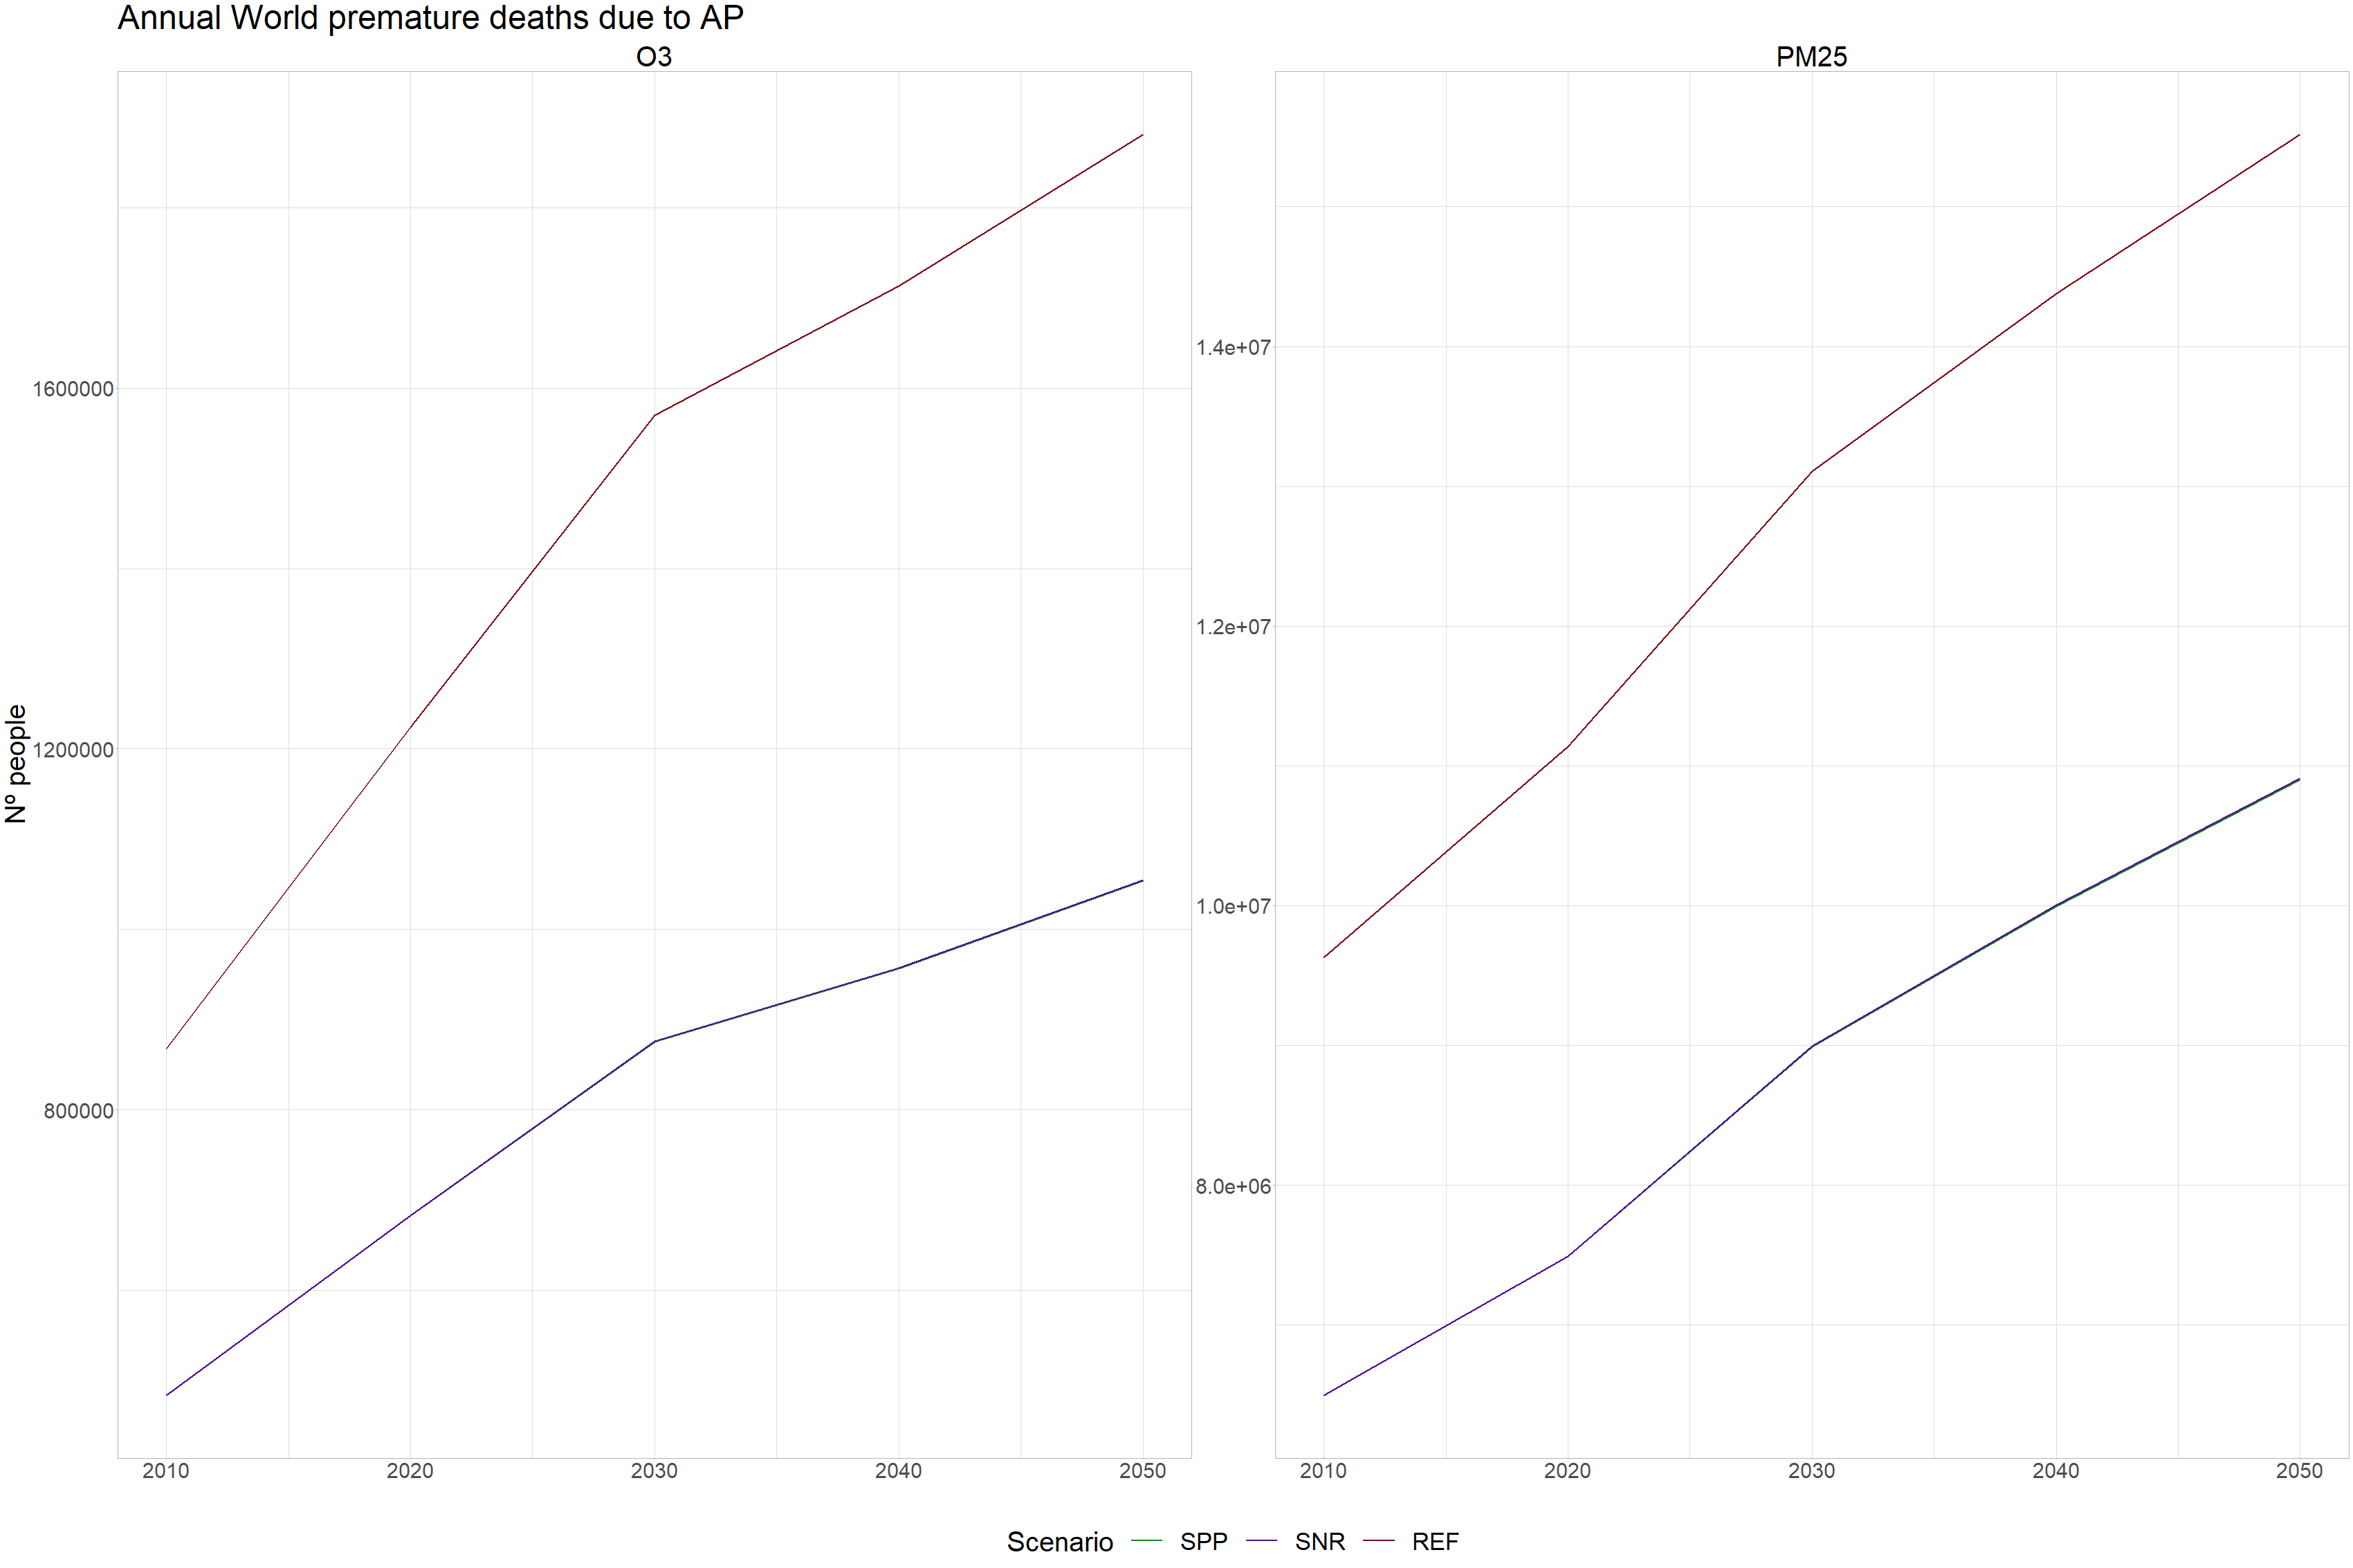 Annual World premature deaths due to AP
O3
PM25
Nº people
1600000
1200000
800000
1.4e+07
1.2e+07
1.0e+07
8.0e+06
2010 2020 2030 2040 2050
2010 2020 2030 2040 2050
Scenario SPP SNR REF